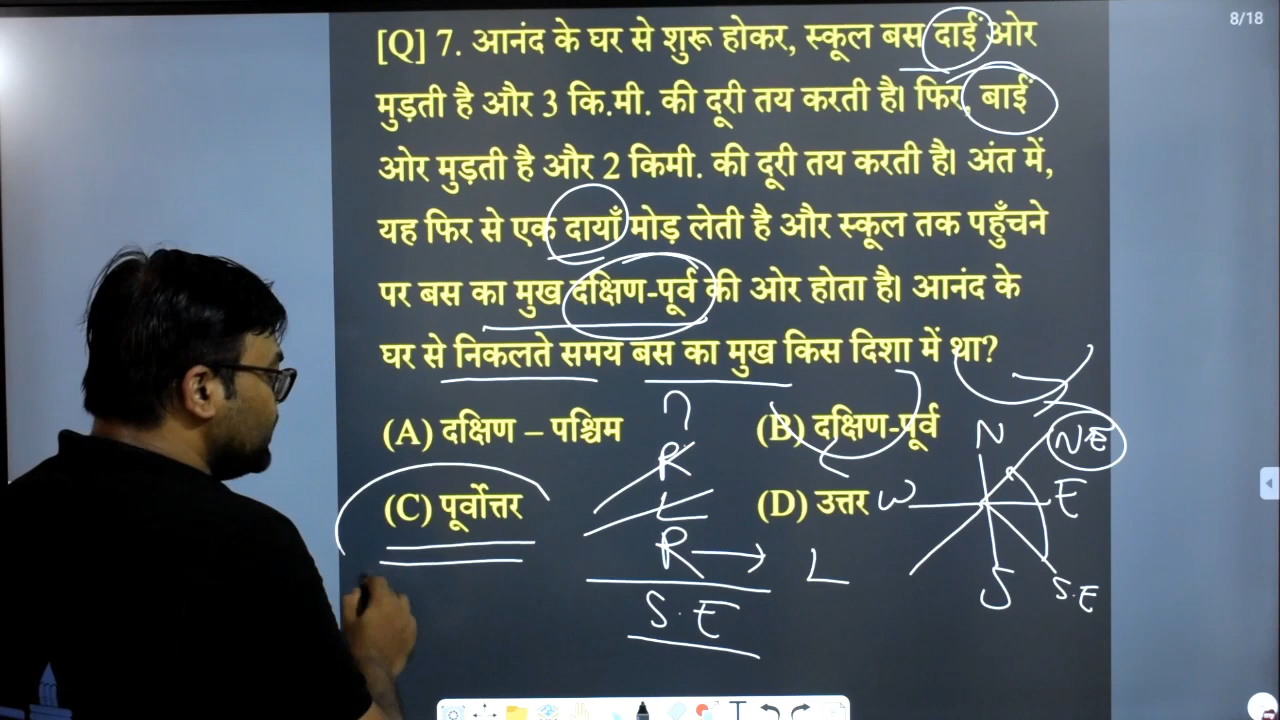 8/18
[Q] 7. आनंद के घर से शुरू होकर, स्कूल बस दाईं ओर
मुड़ती है और 3 कि.मी. की दूरी तय करती है। फिर, बाईं
ओर मुड़ती है और 2 किमी. की दूरी तय करती है। अंत में,
यह फिर से एक दायाँ मोड़ लेती है और स्कूल तक पहुँचने
पर बस का मुख दक्षिण-पूर्व की ओर होता है। आनंद के
घर से निकलते समय बस का मुख किस दिशा में था?
(A) दक्षिण – पश्चिम (B) दक्षिण-पूर्व
(C) पूर्वोत्तर (D) उत्तर
?
R
L
R → L
S.E
N
NE
W E
S S.E